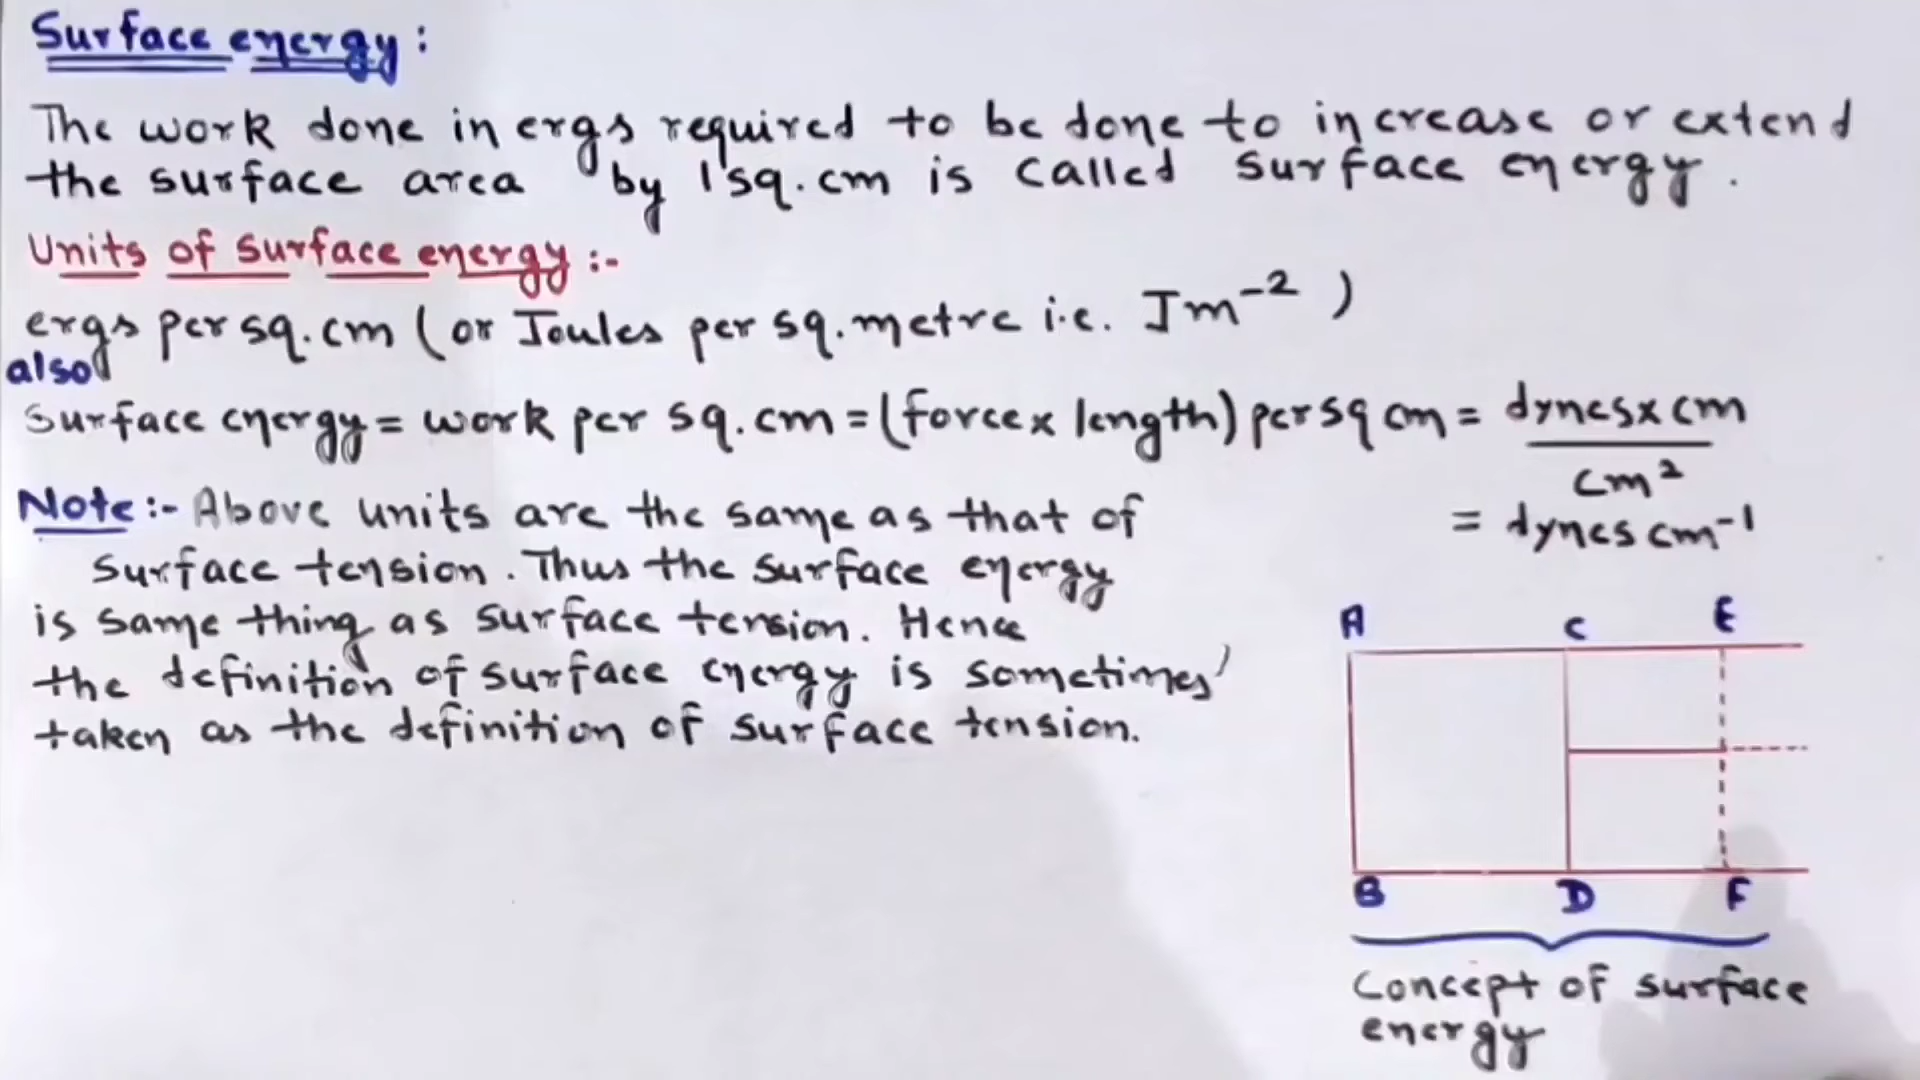 Surface energy:
The work done in ergs required to be done to increase or extend
the surface area by 1 sq. cm is called surface energy.
Units of surface energy :-
ergs per sq. cm (or Joules per sq. metre i.e. Jm⁻²)
also
Surface energy = work per sq. cm = (force x length) per sq cm = dynes x cm
cm²
Note :- Above units are the same as that of
= dynes cm⁻¹
surface tension. Thus the surface energy
is same thing as surface tension. Hence
the definition of surface energy is sometimes
taken as the definition of surface tension.
A C E
B D F
Concept of surface
energy